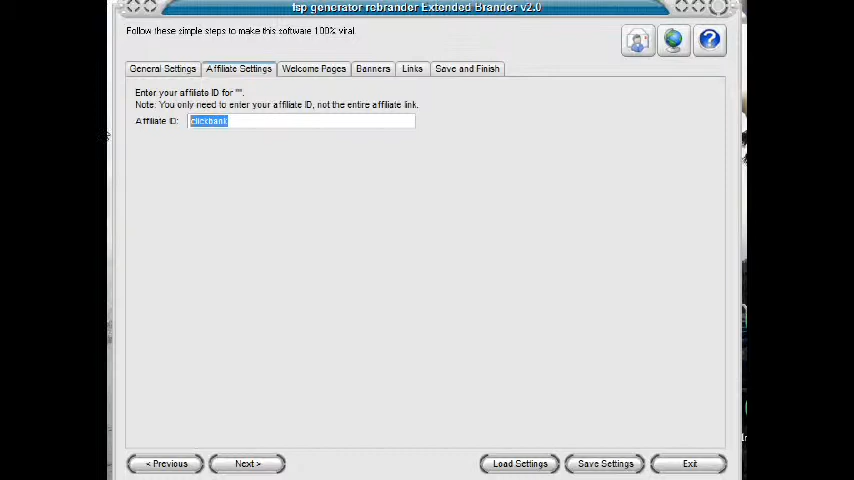 lsp generator rebrander Extended Brander v2.0
Follow these simple steps to make this software 100% viral.
General Settings Affiliate Settings Welcome Pages Banners Links Save and Finish
Enter your affiliate ID for "".
Note: You only need to enter your affiliate ID, not the entire affiliate link.
Affiliate ID: clickbank
< Previous Next > Load Settings Save Settings Exit